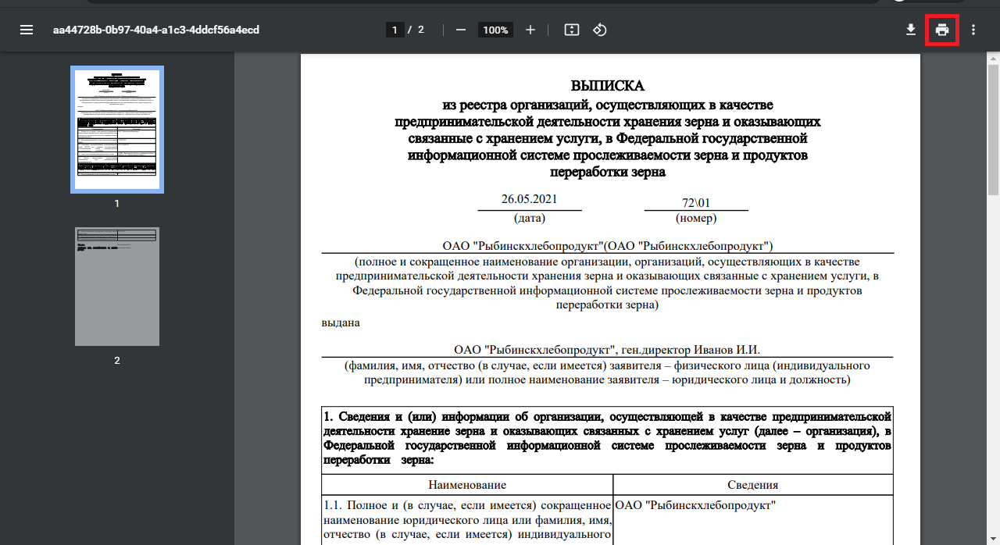 aa44728b-0b97-40a4-a1c3-4ddcf56a4ecd
1 / 2
100%
1
2
ВЫПИСКА
из реестра организаций, осуществляющих в качестве
предпринимательской деятельности хранения зерна и оказывающих
связанные с хранением услуги, в Федеральной государственной
информационной системе прослеживаемости зерна и продуктов
переработки зерна
26.05.2021 72\01
(дата) (номер)
ОАО "Рыбинскхлебопродукт"(ОАО "Рыбинскхлебопродукт")
(полное и сокращенное наименование организации, организаций, осуществляющих в качестве
предпринимательской деятельности хранения зерна и оказывающих связанные с хранением услуги, в
Федеральной государственной информационной системе прослеживаемости зерна и продуктов
переработки зерна)
выдана
ОАО "Рыбинскхлебопродукт", ген.директор Иванов И.И.
(фамилия, имя, отчество (в случае, если имеется) заявителя – физического лица (индивидуального
предпринимателя) или полное наименование заявителя – юридического лица и должность)
1. Сведения и (или) информации об организации, осуществляющей в качестве предпринимательской
деятельности хранение зерна и оказывающих связанных с хранением услуг (далее – организация), в
Федеральной государственной информационной системе прослеживаемости зерна и продуктов
переработки зерна:
Наименование Сведения
1.1. Полное и (в случае, если имеется) сокращенное ОАО "Рыбинскхлебопродукт"
наименование юридического лица или фамилия, имя,
отчество (в случае, если имеется) индивидуального